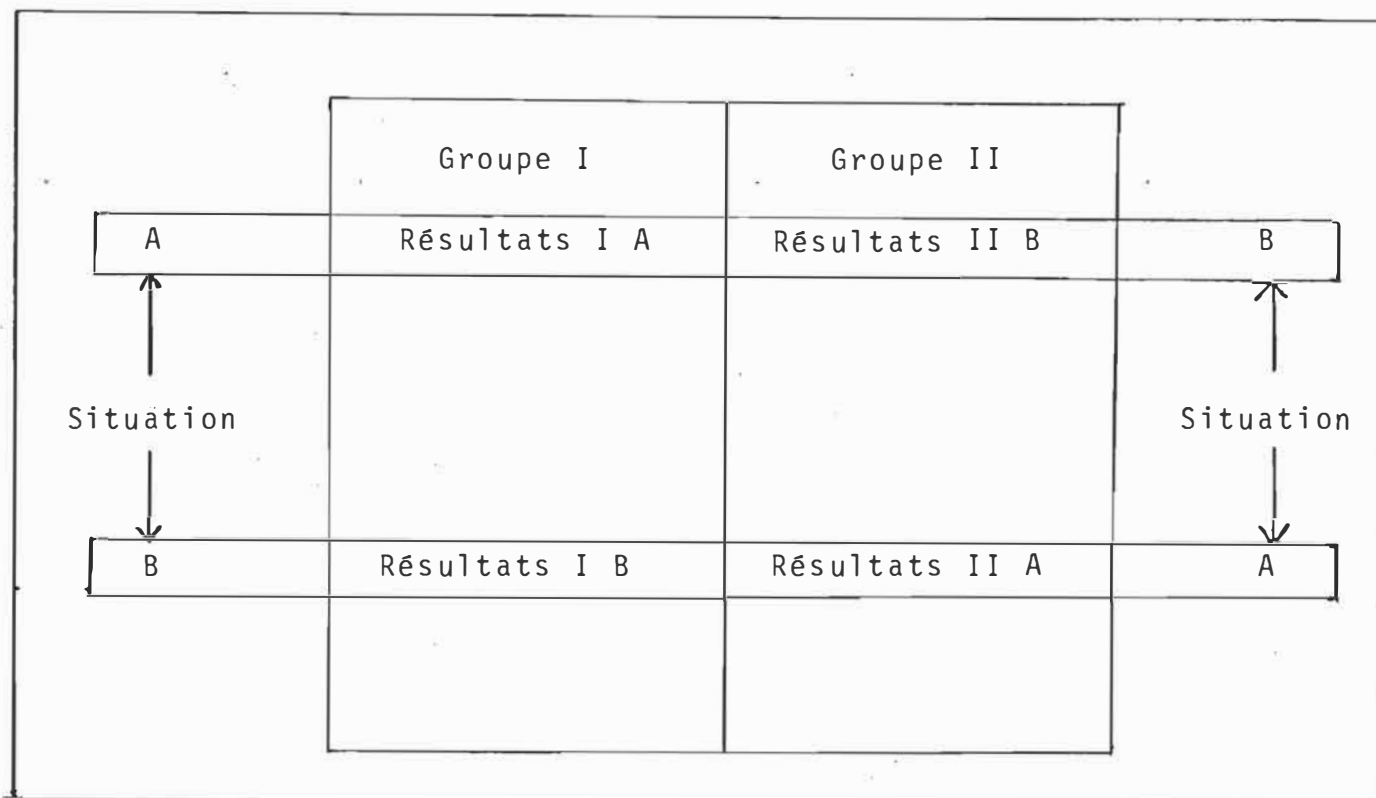 Groupe I Groupe II
A Résultats I A Résultats II B B
Situation Situation
B Résultats I B Résultats II A A